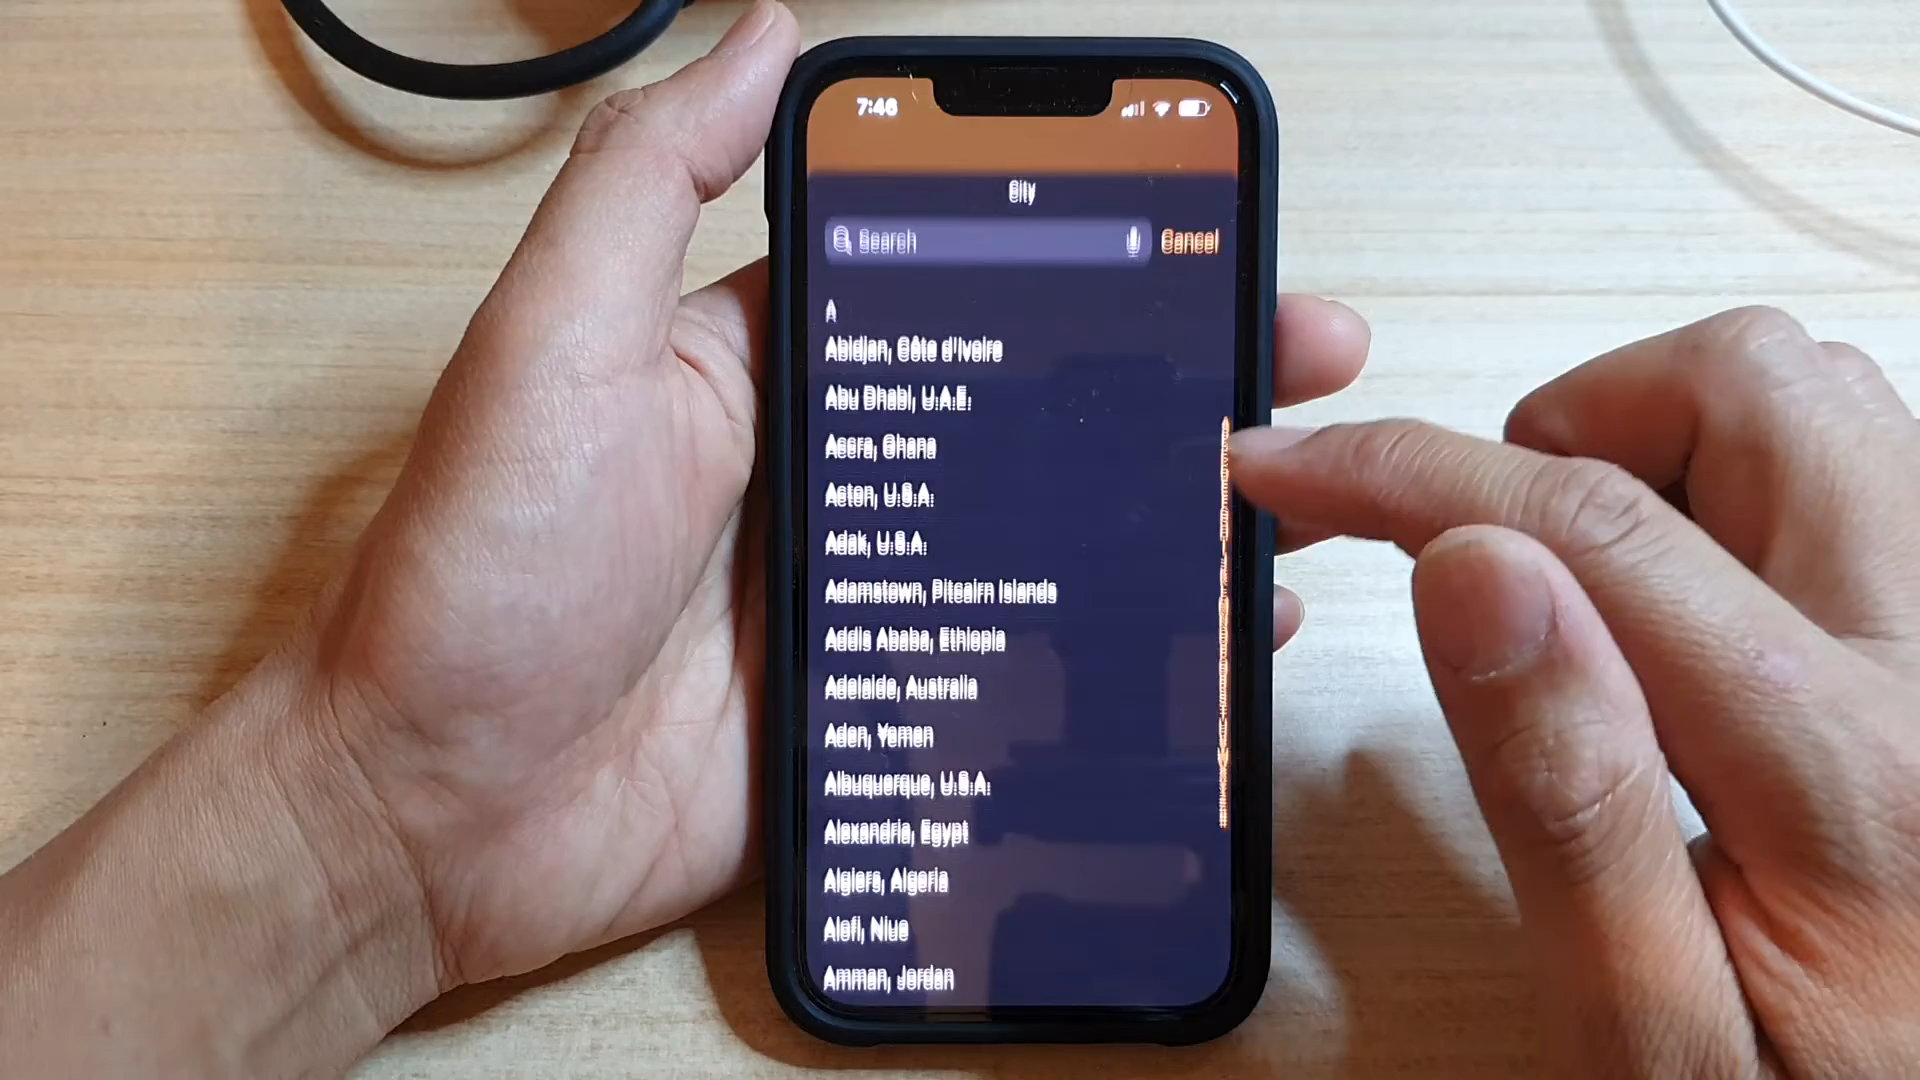 7:46
City
Search
Cancel
A
Abidjan, Côte d'Ivoire
Abu Dhabi, U.A.E.
Accra, Ghana
Acton, U.S.A.
Adak, U.S.A.
Adamstown, Pitcairn Islands
Addis Ababa, Ethiopia
Adelaide, Australia
Aden, Yemen
Albuquerque, U.S.A.
Alexandria, Egypt
Algiers, Algeria
Alofi, Niue
Amman, Jordan